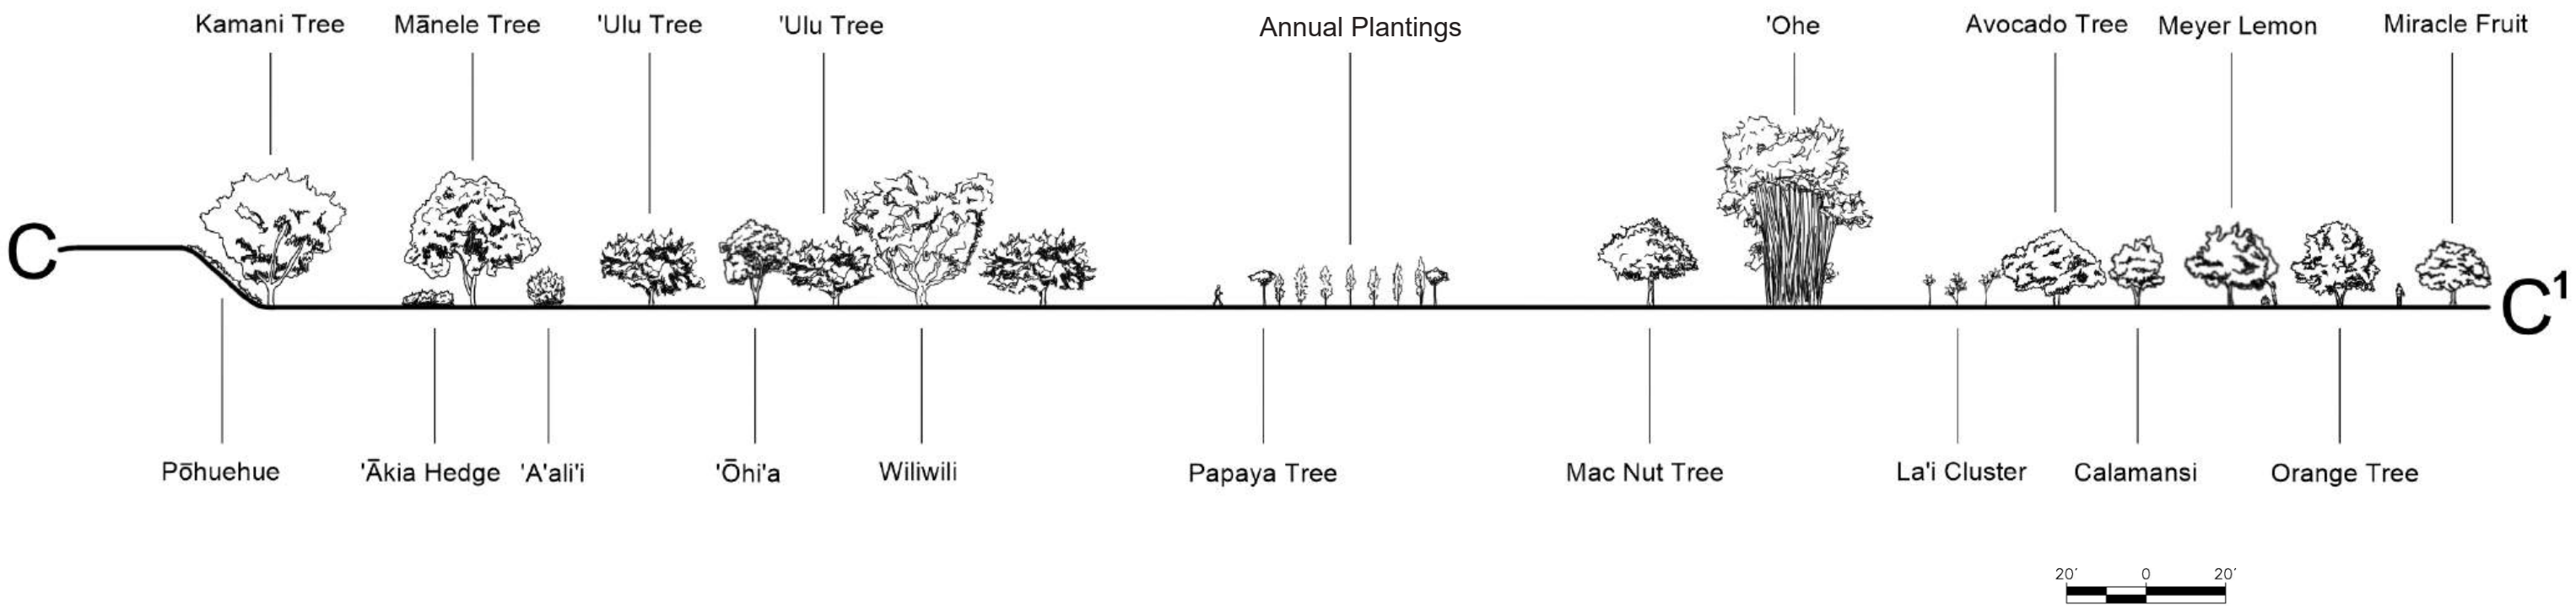 Kamani Tree
Mānele Tree
'Ulu Tree
'Ulu Tree
Annual Plantings
'Ohe
Avocado Tree
Meyer Lemon
Miracle Fruit
C
C¹
Pōhuehue
'Ākia Hedge
'A'ali'i
'Ōhi'a
Wiliwili
Papaya Tree
Mac Nut Tree
La'i Cluster
Calamansi
Orange Tree
20' 0 20'